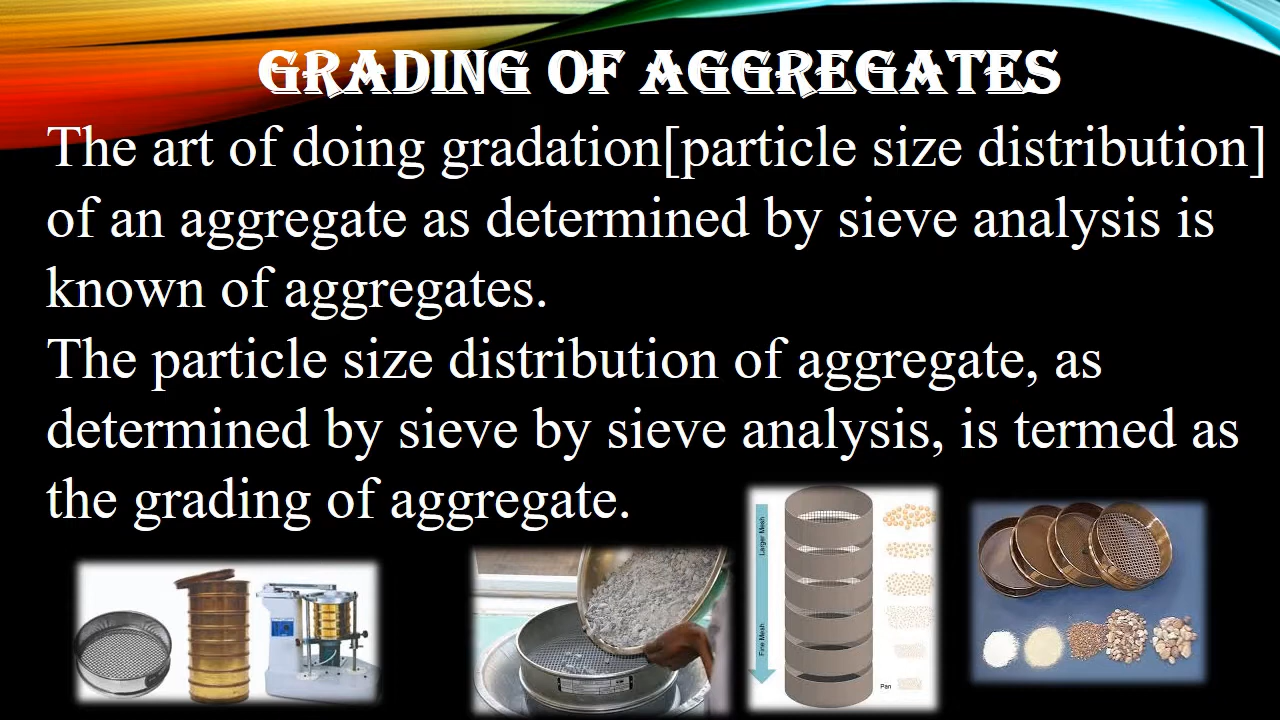 GRADING OF AGGREGATES
The art of doing gradation[particle size distribution]
of an aggregate as determined by sieve analysis is
known of aggregates.
The particle size distribution of aggregate, as
determined by sieve by sieve analysis, is termed as
the grading of aggregate.
Larger Mesh
Fine Mesh
Pan